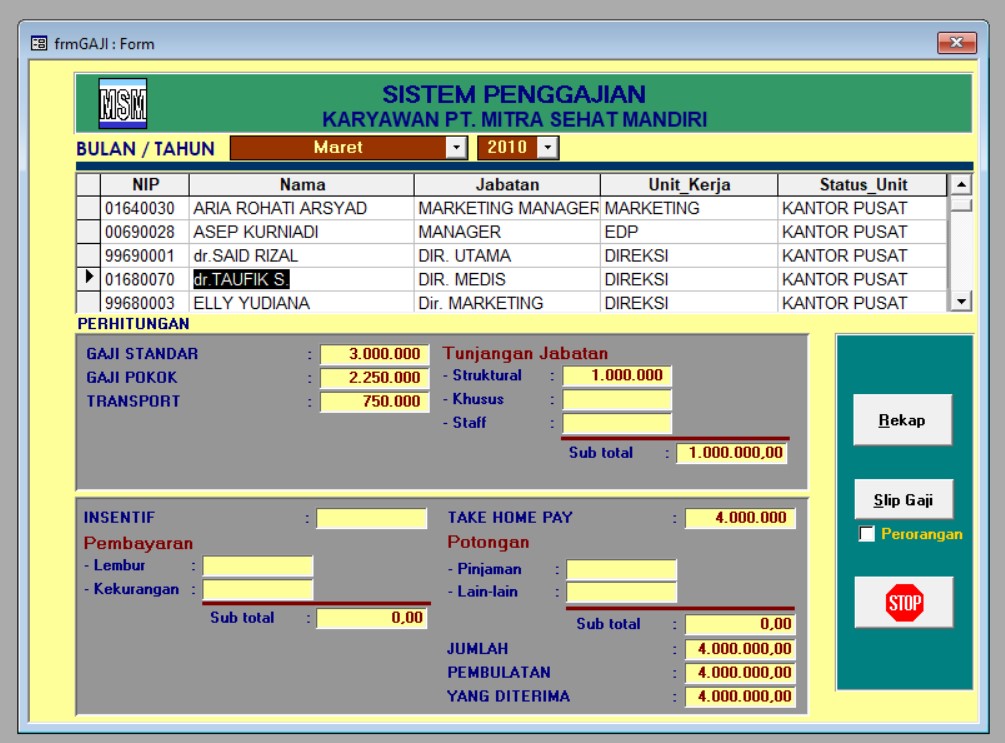 frmGAJI : Form
MSM
SISTEM PENGGAJIAN
KARYAWAN PT. MITRA SEHAT MANDIRI
BULAN / TAHUN Maret 2010
NIP Nama Jabatan Unit_Kerja Status_Unit
01640030 ARIA ROHATI ARSYAD MARKETING MANAGER MARKETING KANTOR PUSAT
00690028 ASEP KURNIADI MANAGER EDP KANTOR PUSAT
99690001 dr.SAID RIZAL DIR. UTAMA DIREKSI KANTOR PUSAT
01680070 dr.TAUFIK S. DIR. MEDIS DIREKSI KANTOR PUSAT
99680003 ELLY YUDIANA Dir. MARKETING DIREKSI KANTOR PUSAT
PERHITUNGAN
GAJI STANDAR : 3.000.000 Tunjangan Jabatan
GAJI POKOK : 2.250.000 - Struktural : 1.000.000
TRANSPORT : 750.000 - Khusus :
- Staff :
Sub total : 1.000.000,00
Rekap
Slip Gaji
Perorangan
STOP
INSENTIF : TAKE HOME PAY : 4.000.000
Pembayaran Potongan
- Lembur : - Pinjaman :
- Kekurangan : - Lain-lain :
Sub total : 0,00 Sub total : 0,00
JUMLAH : 4.000.000,00
PEMBULATAN : 4.000.000,00
YANG DITERIMA : 4.000.000,00